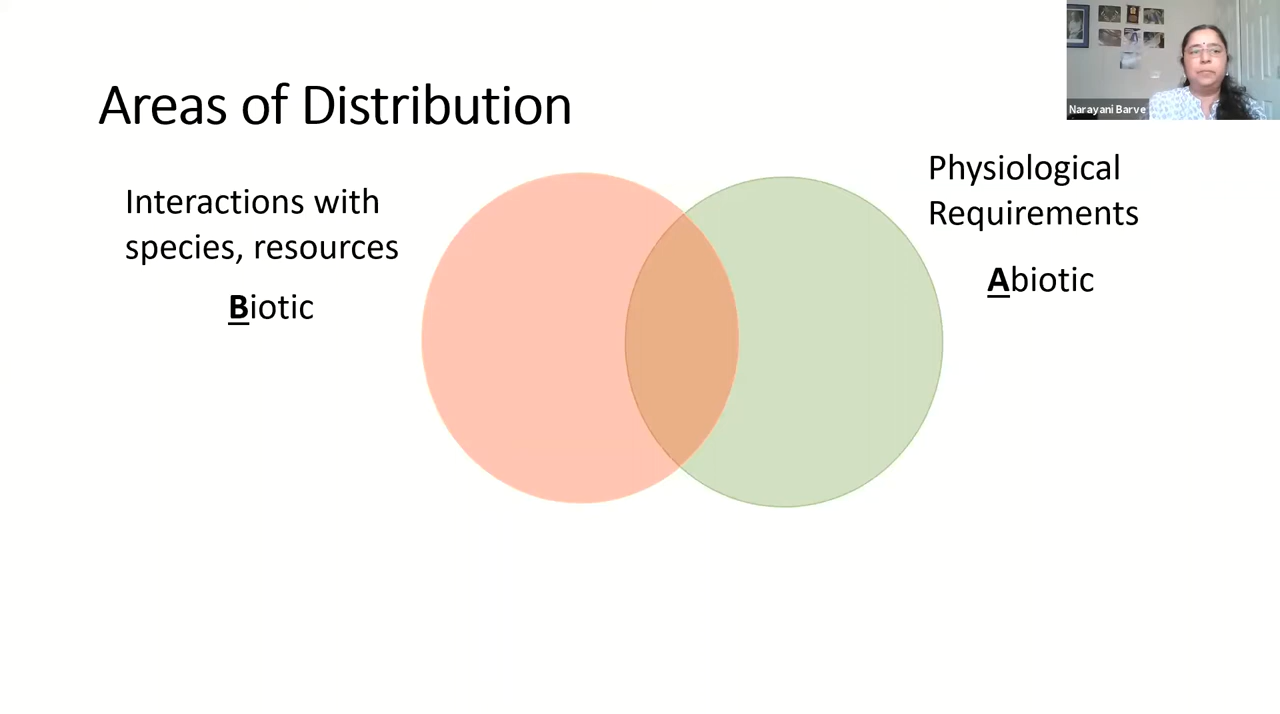 Areas of Distribution
Narayani Barve
Interactions with
species, resources
Biotic
Physiological
Requirements
Abiotic